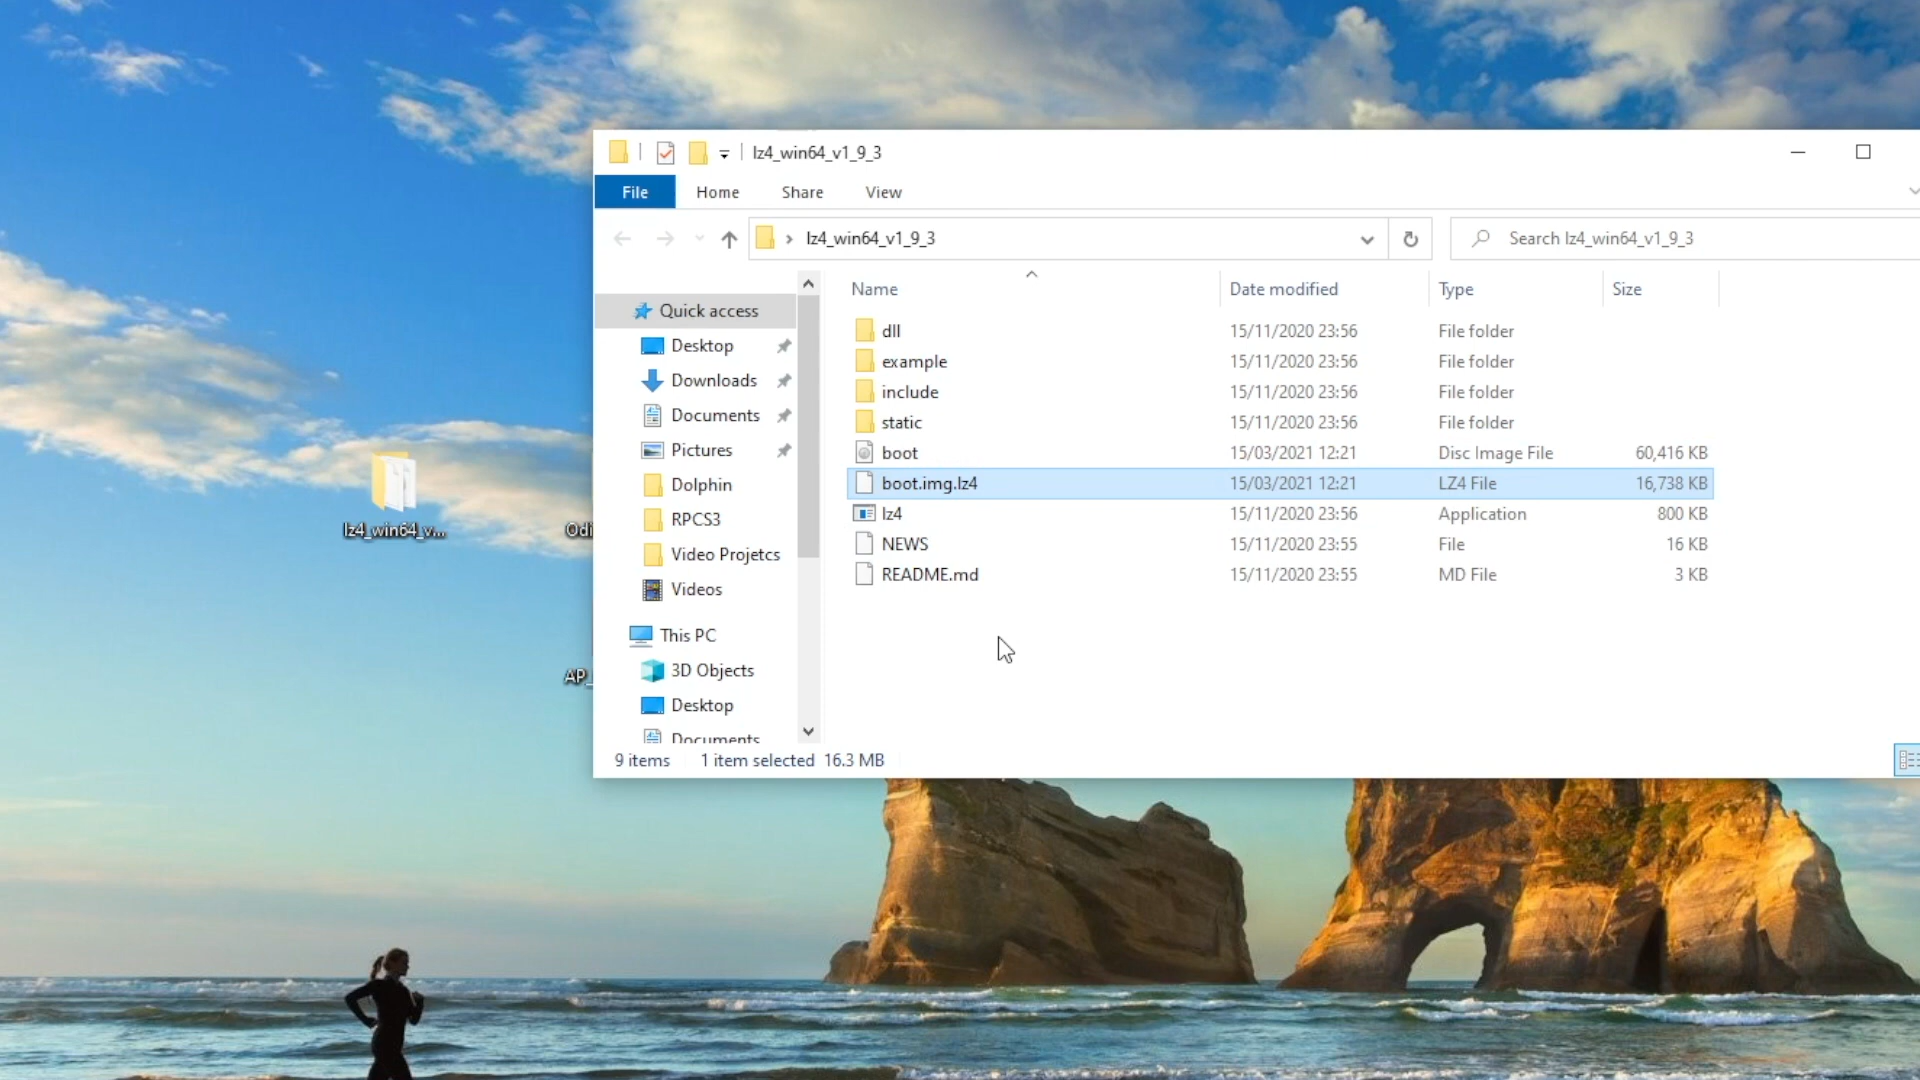 lz4_win64_v1_9_3
File Home Share View
lz4_win64_v1_9_3
Search lz4_win64_v1_9_3
Name Date modified Type Size
Quick access
Desktop
Downloads
Documents
Pictures
Dolphin
RPCS3
Video Projetcs
Videos
This PC
3D Objects
Desktop
Documents
dll 15/11/2020 23:56 File folder
example 15/11/2020 23:56 File folder
include 15/11/2020 23:56 File folder
static 15/11/2020 23:56 File folder
boot 15/03/2021 12:21 Disc Image File 60,416 KB
boot.img.lz4 15/03/2021 12:21 LZ4 File 16,738 KB
lz4 15/11/2020 23:56 Application 800 KB
NEWS 15/11/2020 23:55 File 16 KB
README.md 15/11/2020 23:55 MD File 3 KB
9 items 1 item selected 16.3 MB
lz4_win64_v...
Odi
AP_